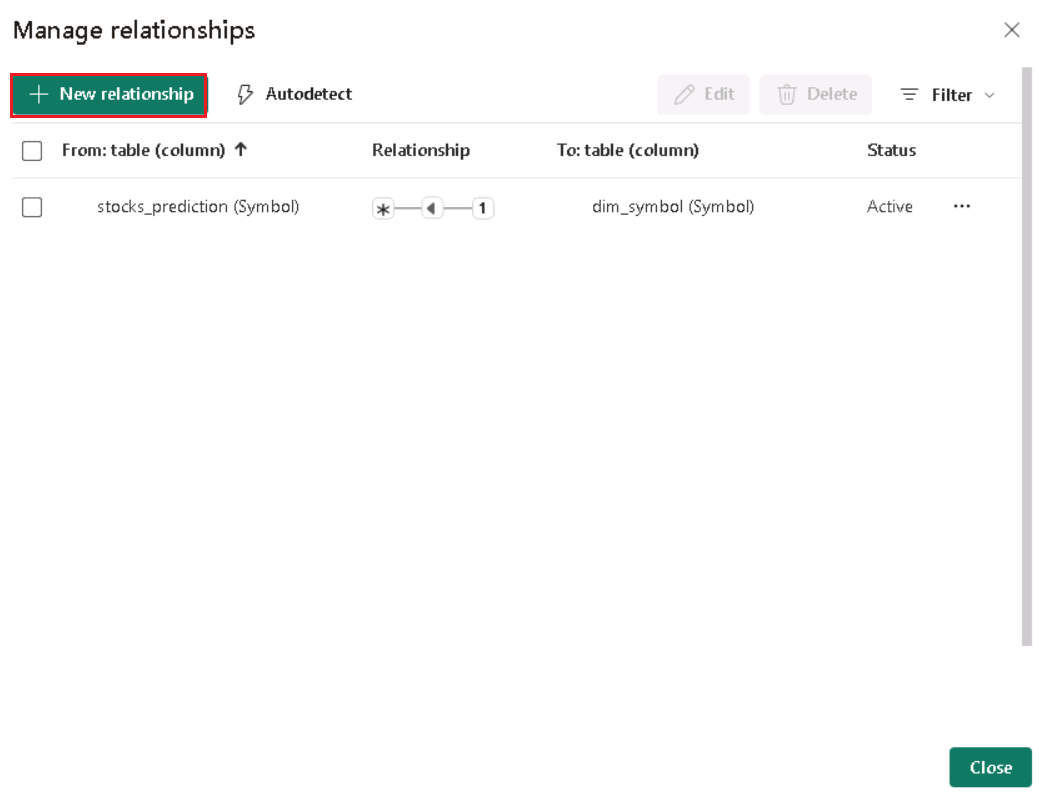 Manage relationships
New relationship Autodetect Edit Delete Filter
From: table (column) ↑ Relationship To: table (column) Status
stocks_prediction (Symbol) * 1 dim_symbol (Symbol) Active ...
Close